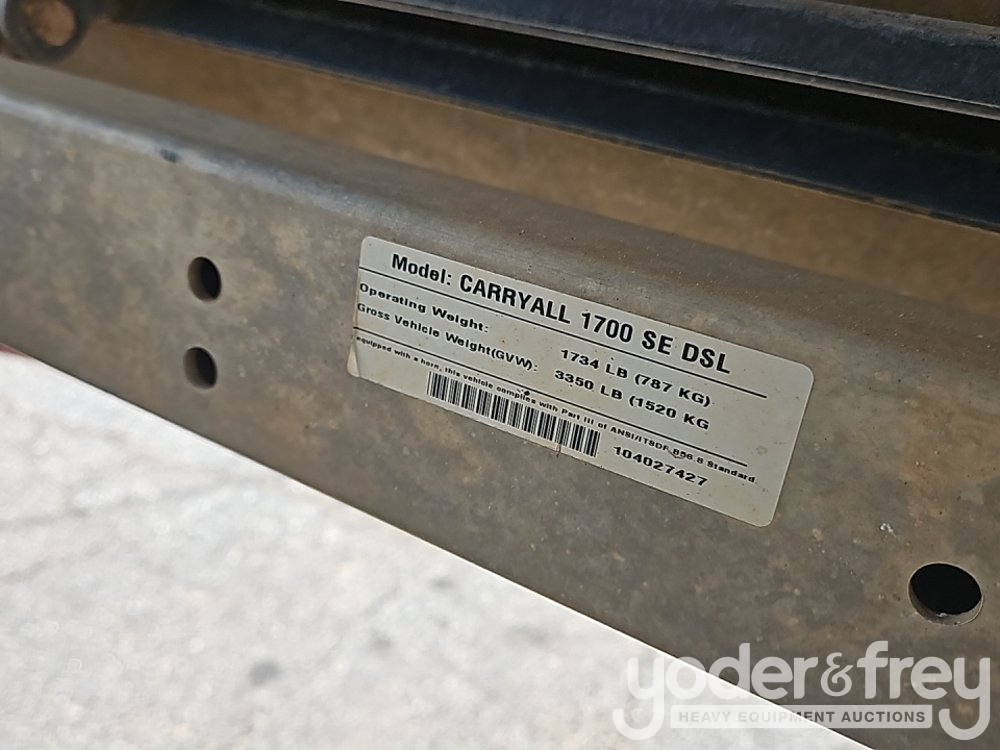 Model: CARRYALL 1700 SE DSL
Operating Weight: 1734 LB (787 KG)
Gross Vehicle Weight(GVW): 3350 LB (1520 KG
equipped with a horn, this vehicle complies with Part III of ANSI/ITSDF B56.8 Standard.
104027427
yoder&frey
HEAVY EQUIPMENT AUCTIONS